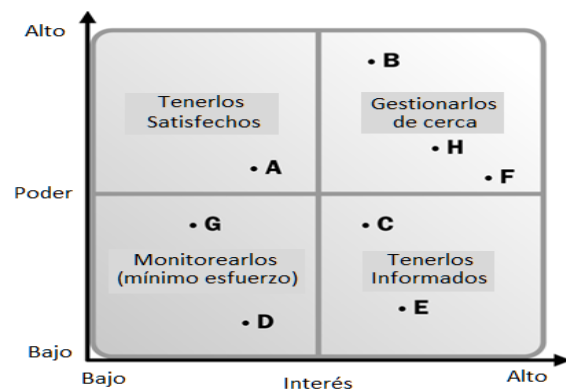 Alto
B
Tenerlos
Satisfechos
Gestionarlos
de cerca
H
A
F
Poder
G
C
Monitorearlos
(mínimo esfuerzo)
Tenerlos
Informados
E
D
Bajo
Bajo
Interés
Alto